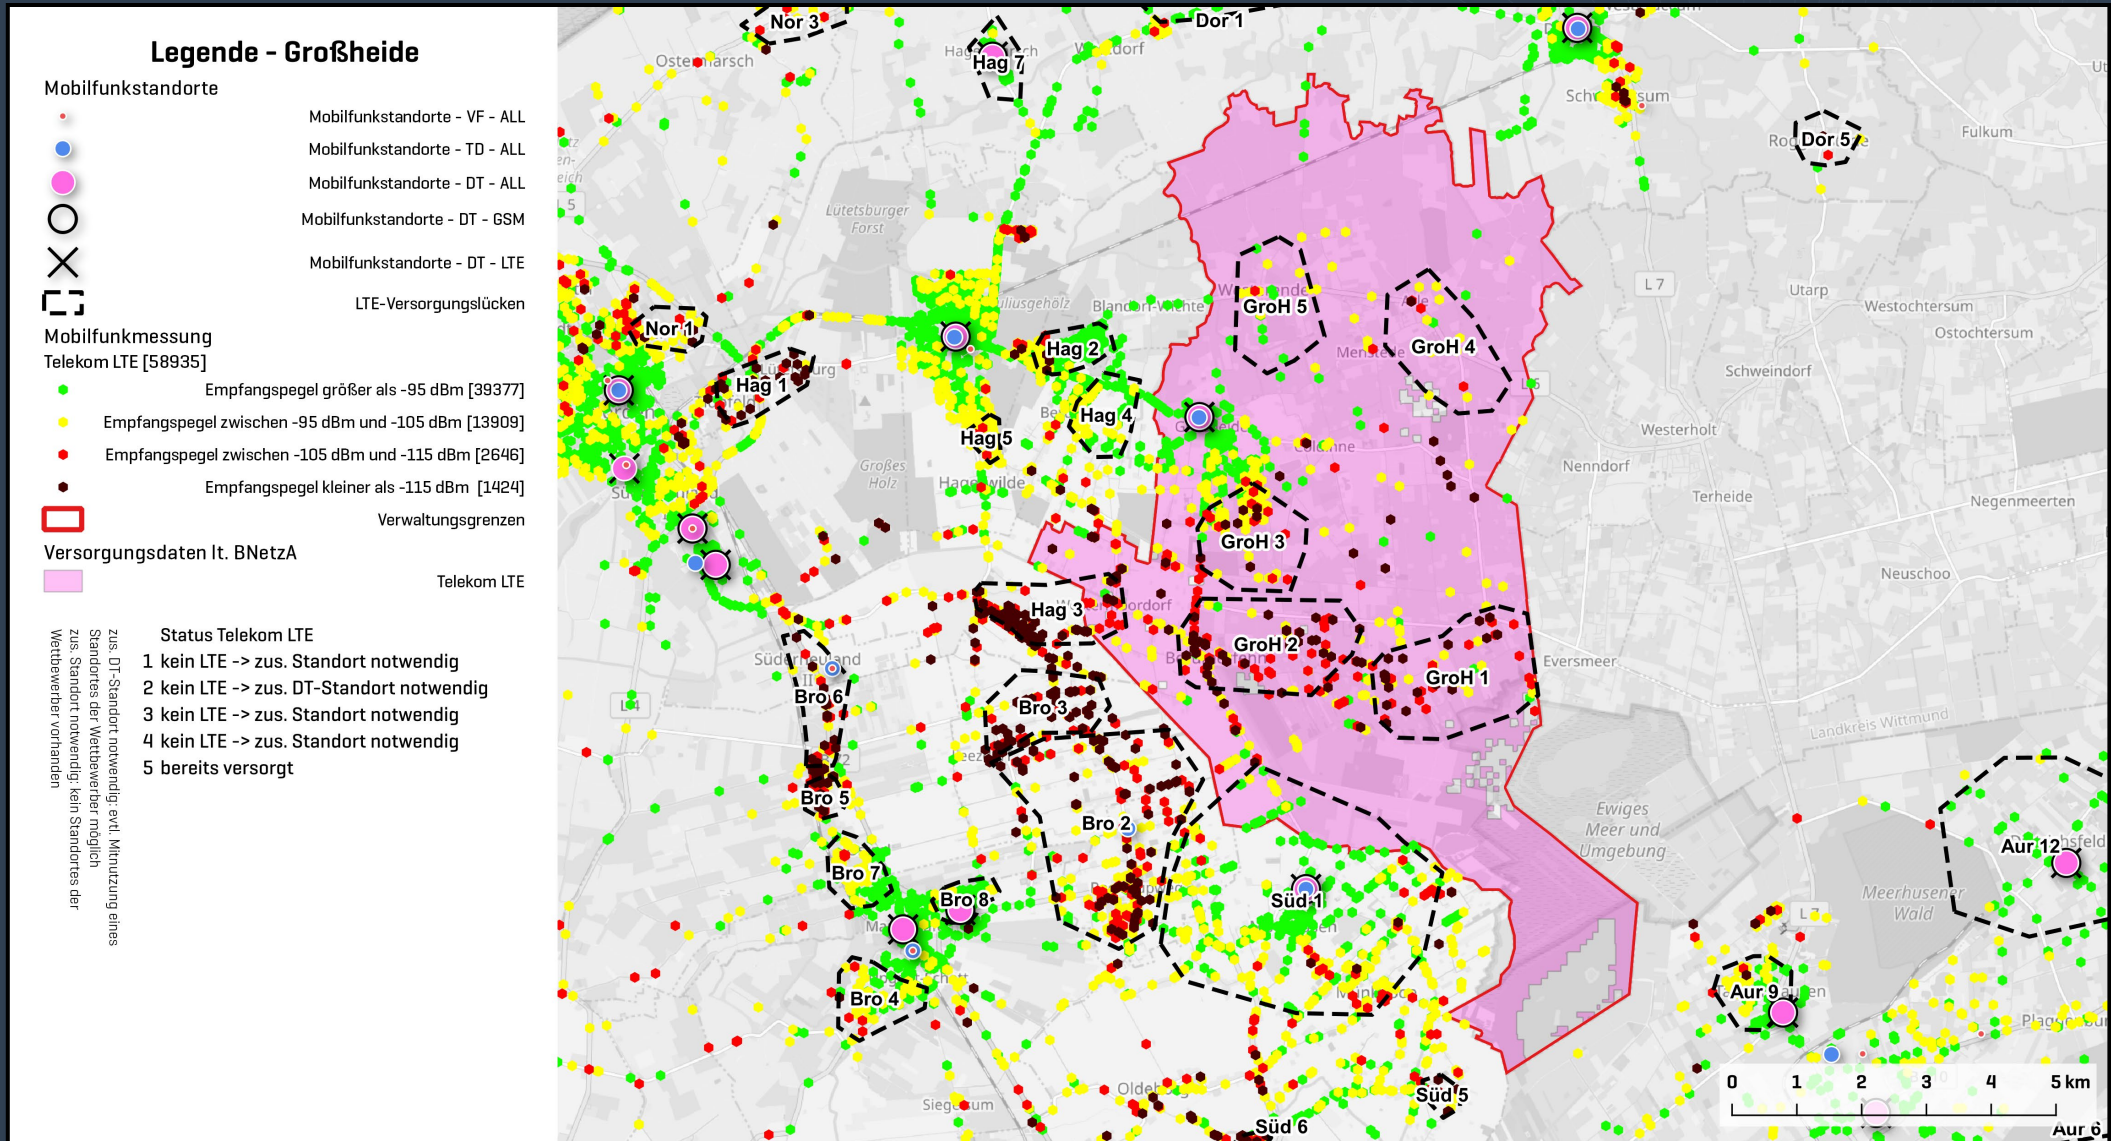 Legende - Großheide
Mobilfunkstandorte
Mobilfunkstandorte - VF - ALL
Mobilfunkstandorte - TD - ALL
Mobilfunkstandorte - DT - ALL
Mobilfunkstandorte - DT - GSM
Mobilfunkstandorte - DT - LTE
LTE-Versorgungslücken
Mobilfunkmessung
Telekom LTE [58935]
Empfangspegel größer als -95 dBm [39377]
Empfangspegel zwischen -95 dBm und -105 dBm [13909]
Empfangspegel zwischen -105 dBm und -115 dBm [2646]
Empfangspegel kleiner als -115 dBm [1424]
Verwaltungsgrenzen
Versorgungsdaten lt. BNetzA
Telekom LTE
Status Telekom LTE
1 kein LTE -> zus. Standort notwendig
2 kein LTE -> zus. DT-Standort notwendig
3 kein LTE -> zus. Standort notwendig
4 kein LTE -> zus. Standort notwendig
5 bereits versorgt
zus. DT-Standort notwendig: evtl. Mitnutzung eines
Standortes der Wettbewerber möglich
zus. Standort notwendig: kein Standortes der
Wettbewerber vorhanden
Nor 3
Dor 1
Hag 7
Ostermarsch
Dor 5
Fulkum
L 5
Lütetsburger
Forst
L 7
Utarp
Westochtersum
Ostochtersum
Juliusgehölz
Blandorf-Wichte
GroH 5
GroH 4
Menstede
Nor 1
Hag 2
Hag 1
Hag 4
Hag 5
Schweindorf
Westerholt
Nenndorf
Terheide
Negenmeerten
Großes
Holz
GroH 3
Neuschoo
Hag 3
GroH 2
GroH 1
Eversmeer
Süderneuland
II
Bro 6
Bro 3
L 4
Landkreis Wittmund
Bro 5
Bro 2
Ewiges
Meer und
Umgebung
Bro 7
Bro 8
Süd 1
Aur 12
Meerhusener
Wald
L 7
Bro 4
Aur 9
Süd 5
Süd 6
Aur 6
0 1 2 3 4 5 km